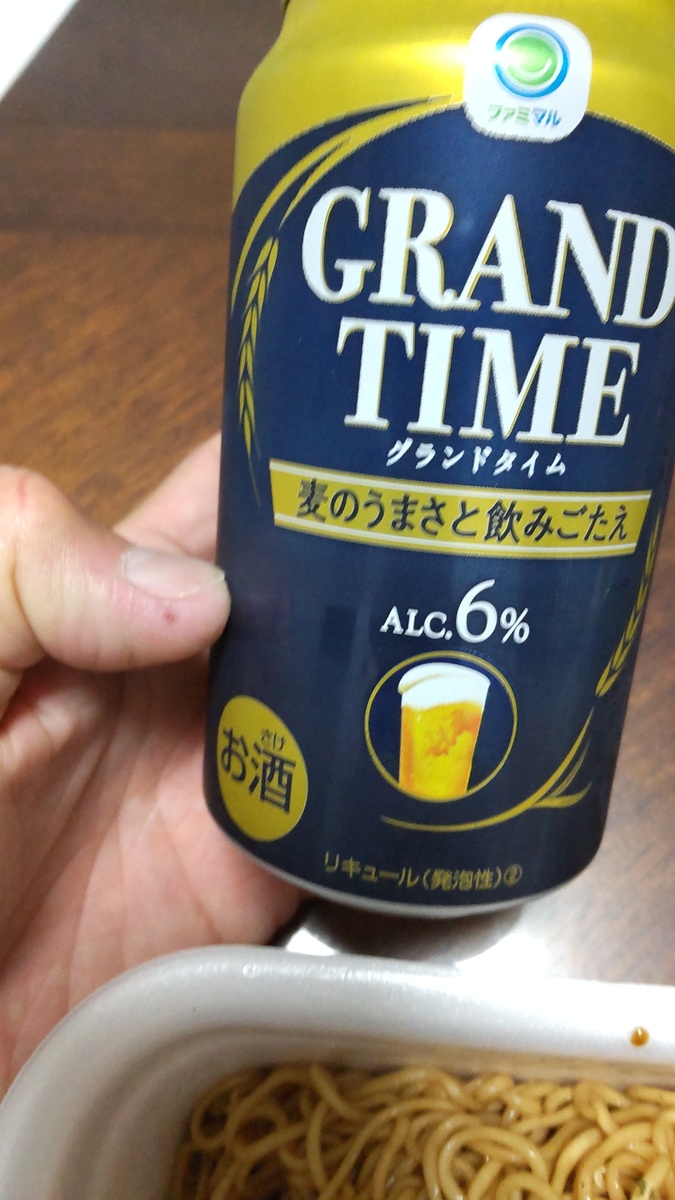 ファミマル
GRAND
TIME
グランドタイム
麦のうまさと飲みごたえ
ALC.6%
さけ
お酒
リキュール(発泡性)②